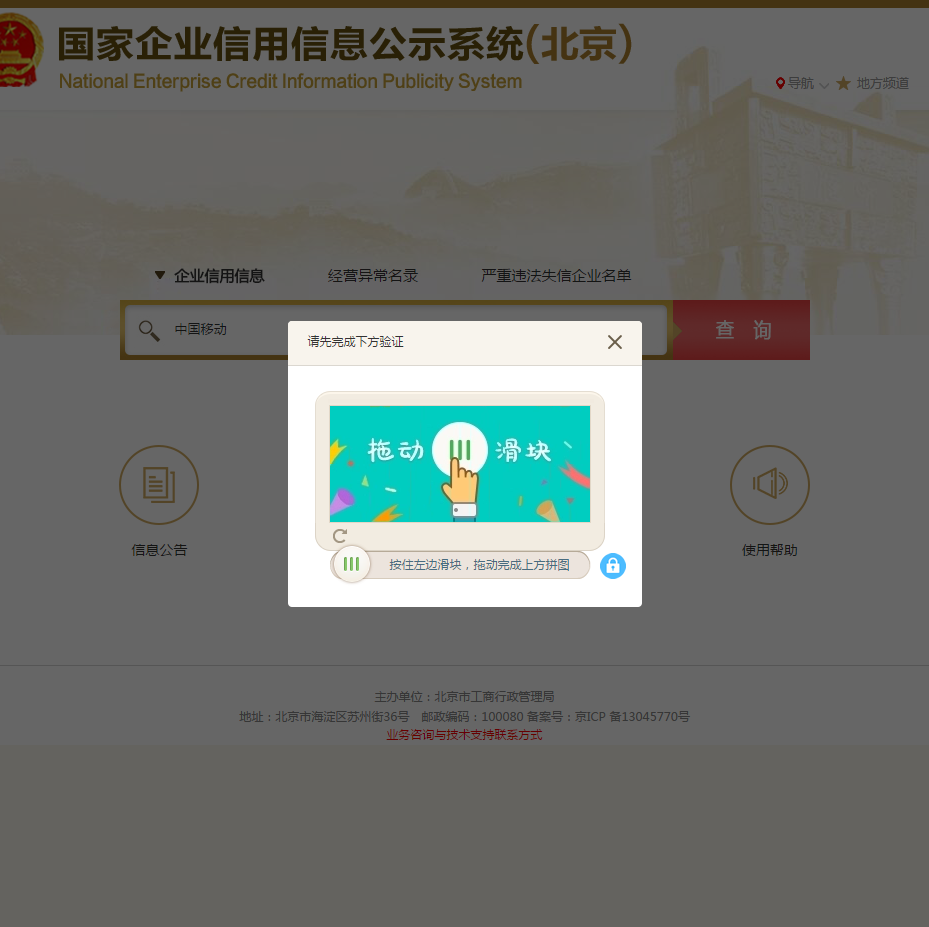 国家企业信用信息公示系统(北京)
National Enterprise Credit Information Publicity System
导航 地方频道
企业信用信息 经营异常名录 严重违法失信企业名单
中国移动 查 询
请先完成下方验证
拖动 滑块
按住左边滑块，拖动完成上方拼图
信息公告 使用帮助
主办单位：北京市工商行政管理局
地址：北京市海淀区苏州街36号 邮政编码：100080 备案号：京ICP 备13045770号
业务咨询与技术支持联系方式